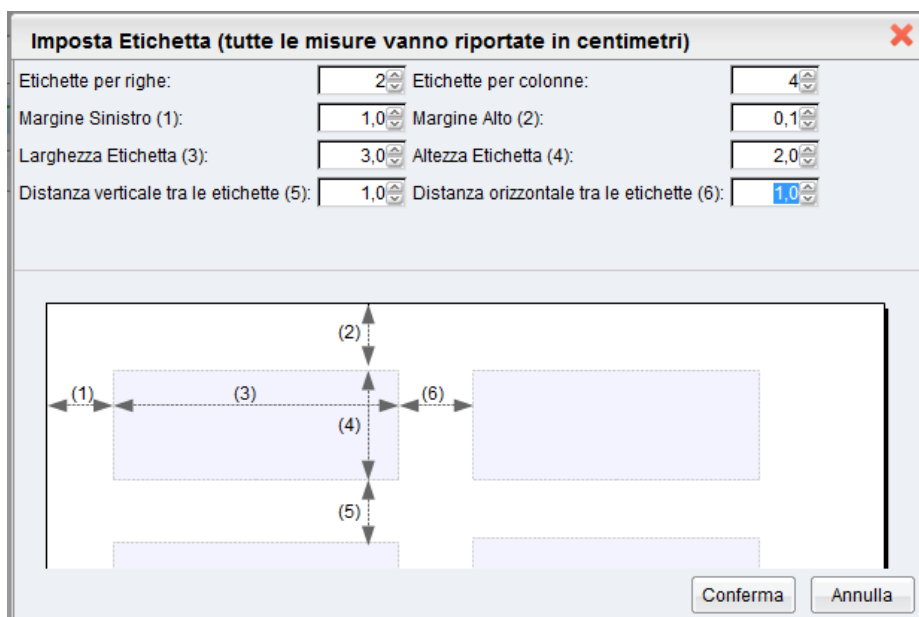 Imposta Etichetta (tutte le misure vanno riportate in centimetri)
Etichette per righe: 2 Etichette per colonne: 4
Margine Sinistro (1): 1,0 Margine Alto (2): 0,1
Larghezza Etichetta (3): 3,0 Altezza Etichetta (4): 2,0
Distanza verticale tra le etichette (5): 1,0 Distanza orizzontale tra le etichette (6): 1,0
(2)
(1) (3) (6)
(4)
(5)
Conferma Annulla